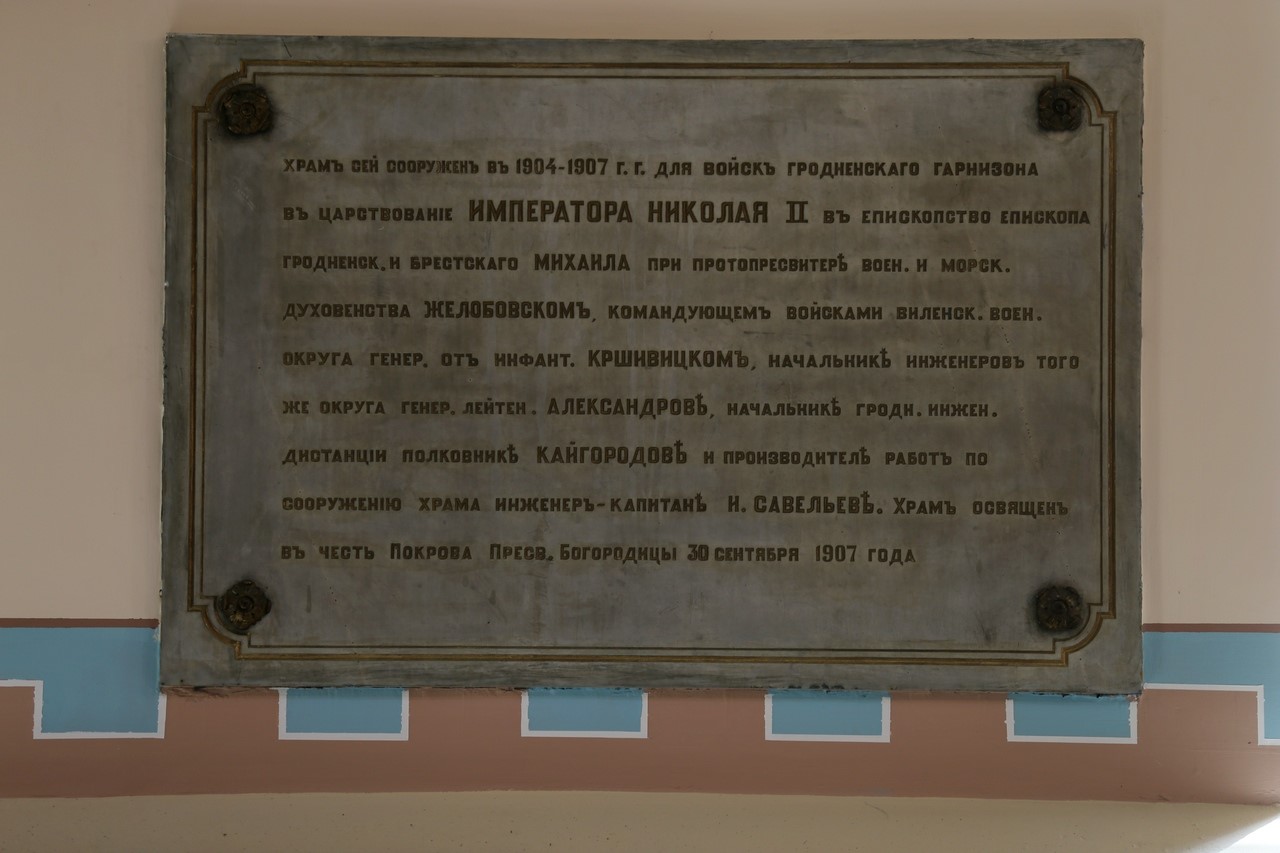 ХРАМЪ СЕЙ СООРУЖЕНЪ ВЪ 1904-1907 Г. Г. ДЛЯ ВОЙСКЪ ГРОДНЕНСКАГО ГАРНИЗОНА
ВЪ ЦАРСТВОВАНІЕ ИМПЕРАТОРА НИКОЛАЯ II ВЪ ЕПИСКОПСТВО ЕПИСКОПА
ГРОДНЕНСК. И БРЕСТСКАГО МИХАИЛА ПРИ ПРОТОПРЕСВИТЕРѢ ВОЕН. И МОРСК.
ДУХОВЕНСТВА ЖЕЛОБОВСКОМЪ, КОМАНДУЮЩЕМЪ ВОЙСКАМИ ВИЛЕНСК. ВОЕН.
ОКРУГА ГЕНЕР. ОТЪ ИНФАНТ. КРШИВИЦКОМЪ, НАЧАЛЬНИКѢ ИНЖЕНЕРОВЪ ТОГО
ЖЕ ОКРУГА ГЕНЕР. ЛЕЙТЕН. АЛЕКСАНДРОВѢ, НАЧАЛЬНИКѢ ГРОДН. ИНЖЕН.
ДИСТАНЦІИ ПОЛКОВНИКѢ КАЙГОРОДОВѢ И ПРОИЗВОДИТЕЛѢ РАБОТЪ ПО
СООРУЖЕНІЮ ХРАМА ИНЖЕНЕР-КАПИТАНѢ И. САВЕЛЬЕВѢ. ХРАМЪ ОСВЯЩЕНЪ
ВЪ ЧЕСТЬ ПОКРОВА ПРЕСВ. БОГОРОДИЦЫ 30 СЕНТЯБРЯ 1907 ГОДА